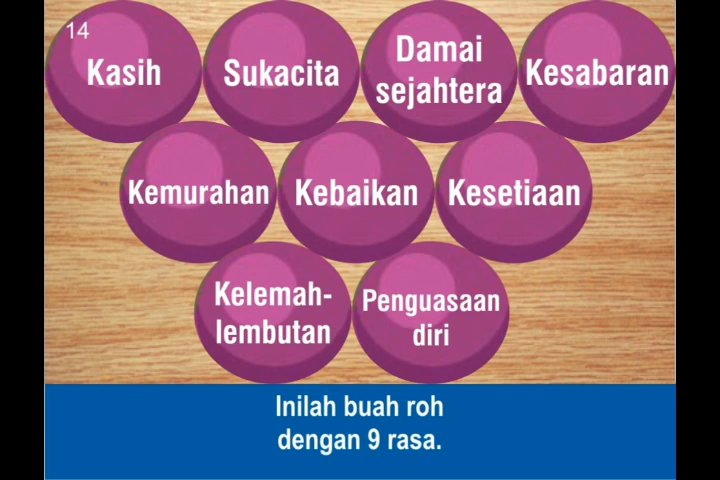 14
Kasih
Sukacita
Damai
sejahtera
Kesabaran
Kemurahan
Kebaikan
Kesetiaan
Kelemah-
lembutan
Penguasaan
diri
Inilah buah roh
dengan 9 rasa.